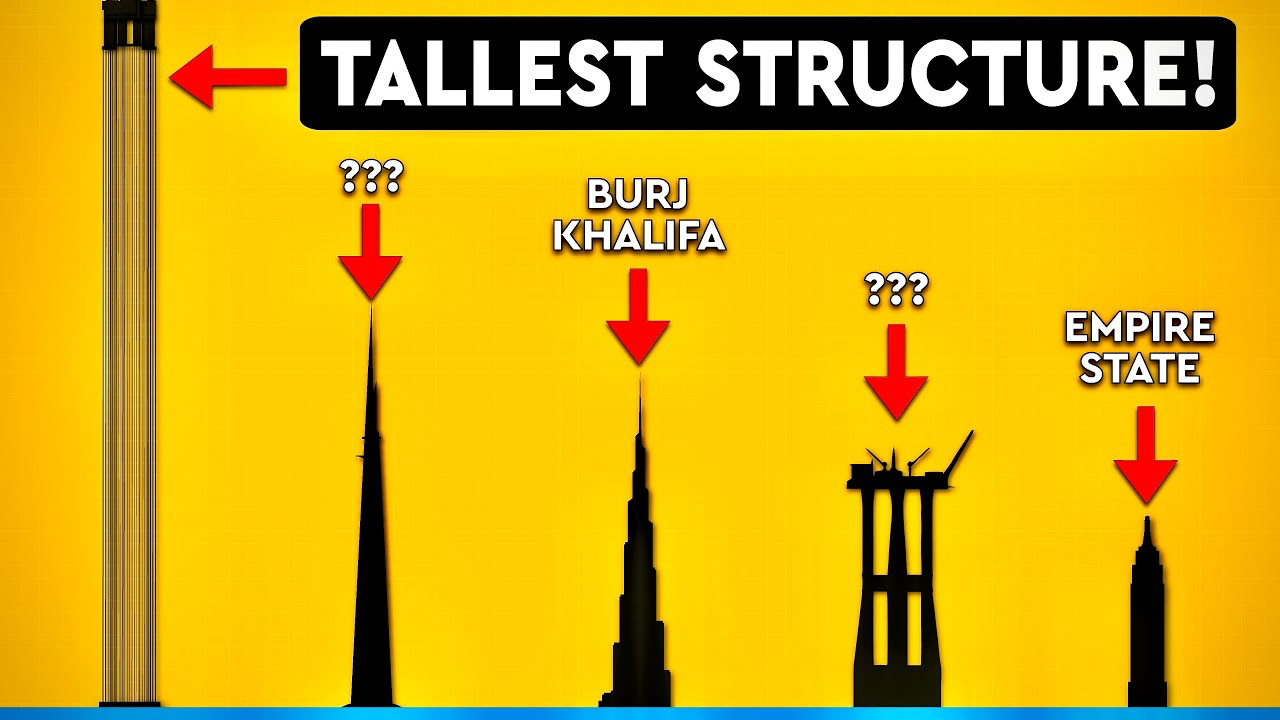 TALLEST STRUCTURE!
???
BURJ
KHALIFA
???
EMPIRE
STATE